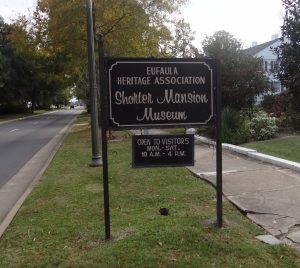 EUFAULA
HERITAGE ASSOCIATION
Shorter Mansion
Museum
OPEN TO VISITORS
MON.-SAT.
10 A.M - 4 P.M.